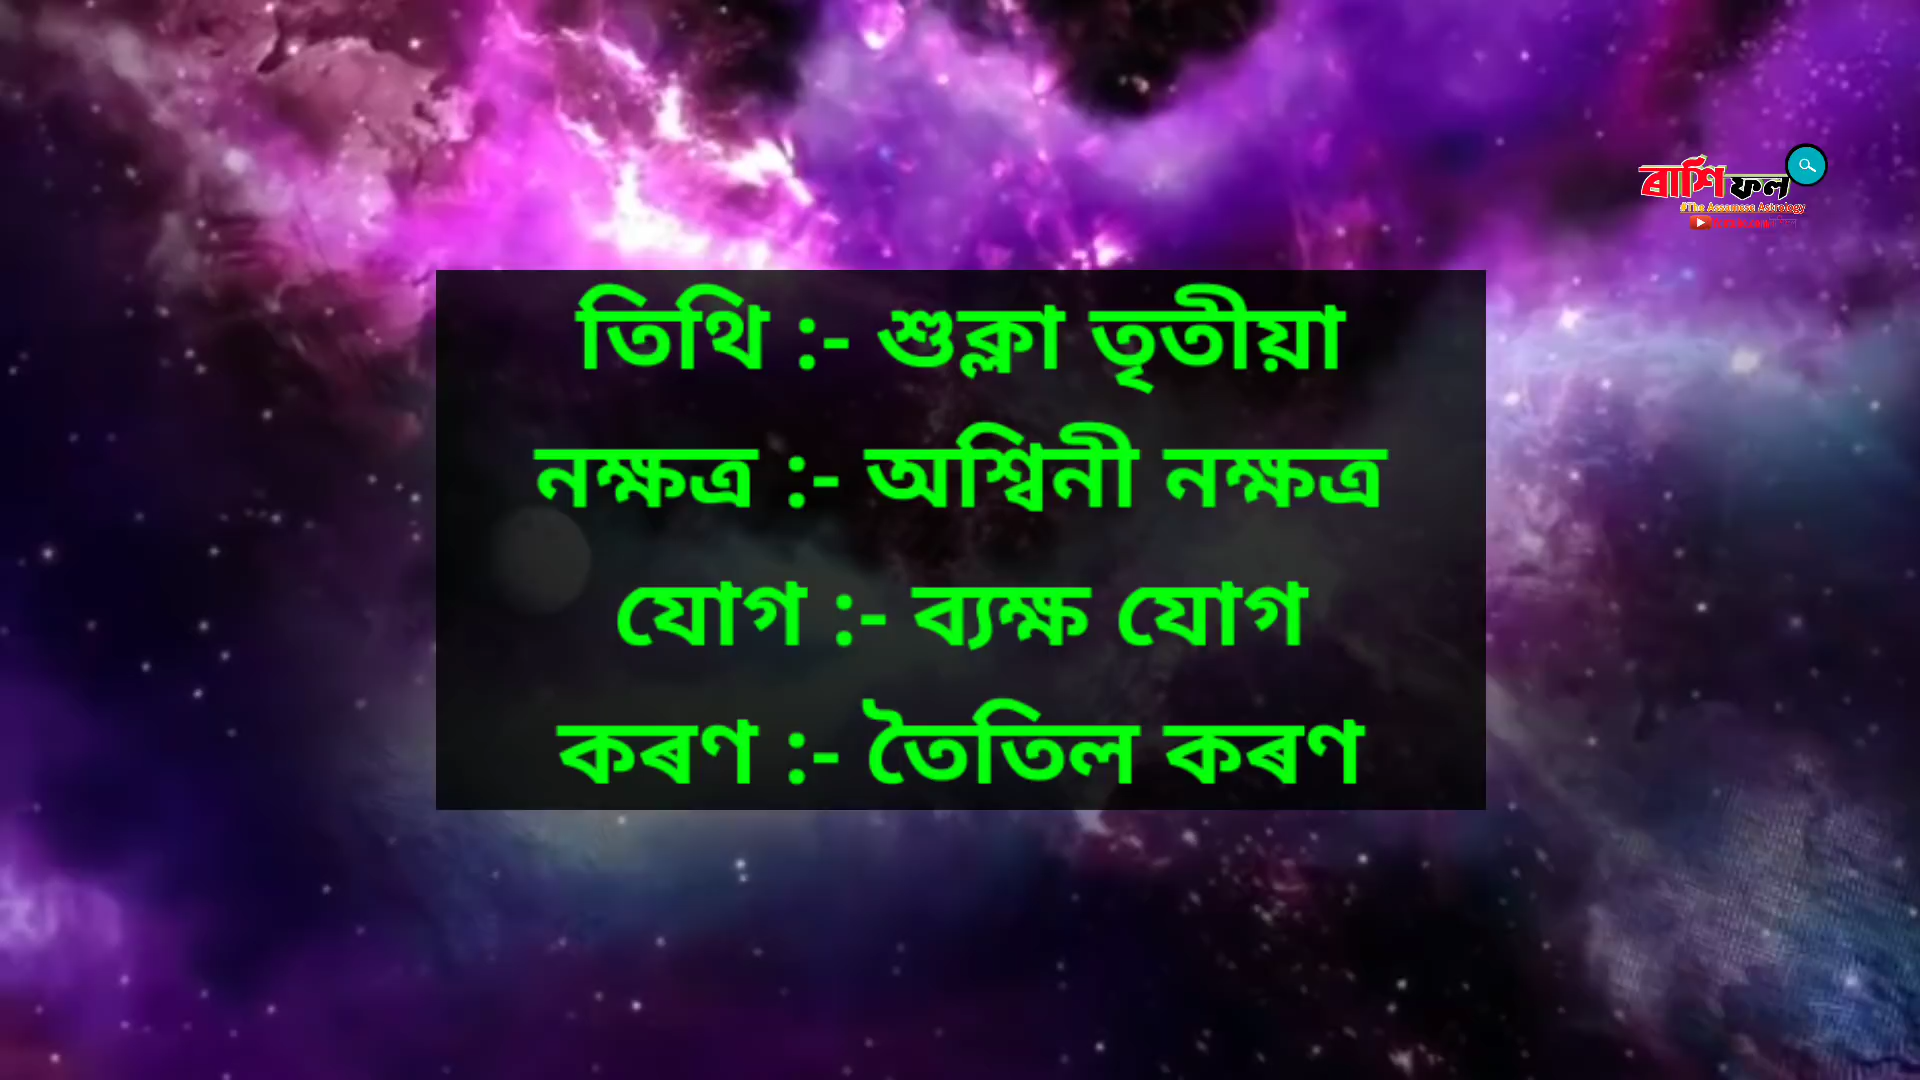 ৰাশি ফল
#The Assamese Astrology
তিথি :- শুক্লা তৃতীয়া
নক্ষত্ৰ :- অশ্বিনী নক্ষত্ৰ
যোগ :- ব্যক্ষ যোগ
কৰণ :- তৈতিল কৰণ